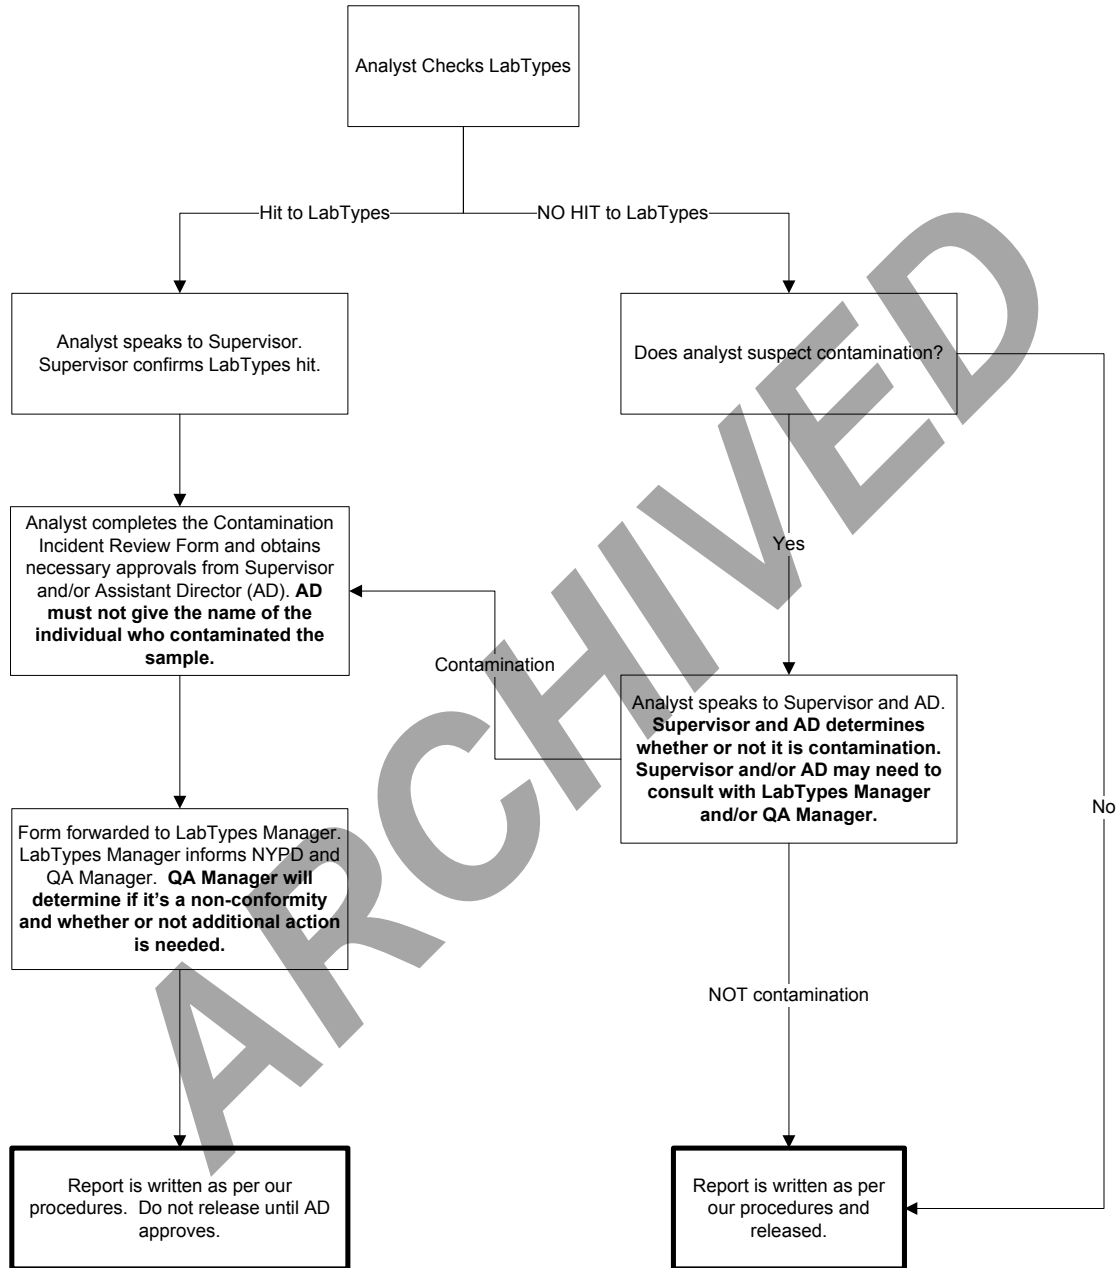 Analyst Checks LabTypes
Hit to LabTypes
NO HIT to LabTypes
Analyst speaks to Supervisor.
Supervisor confirms LabTypes hit.
Does analyst suspect contamination?
Analyst completes the Contamination
Incident Review Form and obtains
necessary approvals from Supervisor
and/or Assistant Director (AD). AD
must not give the name of the
individual who contaminated the
sample.
Yes
Contamination
Analyst speaks to Supervisor and AD.
Supervisor and AD determines
whether or not it is contamination.
Supervisor and/or AD may need to
consult with LabTypes Manager
and/or QA Manager.
No
Form forwarded to LabTypes Manager.
LabTypes Manager informs NYPD and
QA Manager. QA Manager will
determine if it's a non-conformity
and whether or not additional action
is needed.
NOT contamination
Report is written as per our
procedures. Do not release until AD
approves.
Report is written as per
our procedures and
released.
ARCHIVED